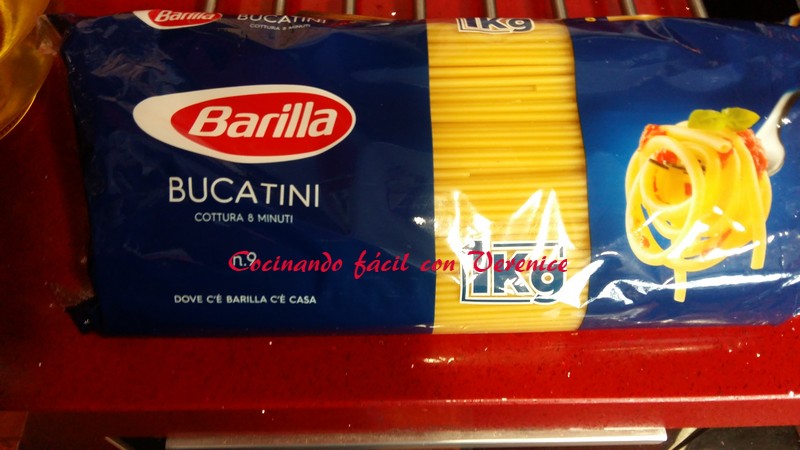 Barilla
BUCATINI
COTTURA 8 MINUTI
1KG
Barilla
BUCATINI
COTTURA 8 MINUTI
n.9
Cocinando fácil con Verenice
1KG
DOVE C'È BARILLA C'È CASA